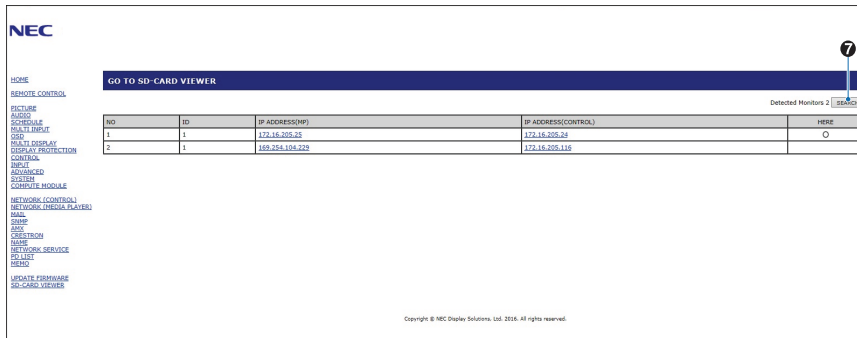 NEC
7
HOME
REMOTE CONTROL
PICTURE
AUDIO
SCHEDULE
MULTI INPUT
OSD
MULTI DISPLAY
DISPLAY PROTECTION
CONTROL
INPUT
ADVANCED
SYSTEM
COMPUTE MODULE
NETWORK (CONTROL)
NETWORK (MEDIA PLAYER)
MAIL
SNMP
AMX
CRESTRON
NAME
NETWORK SERVICE
PD LIST
MEMO
UPDATE FIRMWARE
SD-CARD VIEWER
GO TO SD-CARD VIEWER
Detected Monitors 2 SEARCH
NO ID IP ADDRESS(MP) IP ADDRESS(CONTROL) HERE
1 1 172.16.205.25 172.16.205.24 O
2 1 169.254.104.229 172.16.205.116
Copyright © NEC Display Solutions, Ltd. 2016. All rights reserved.